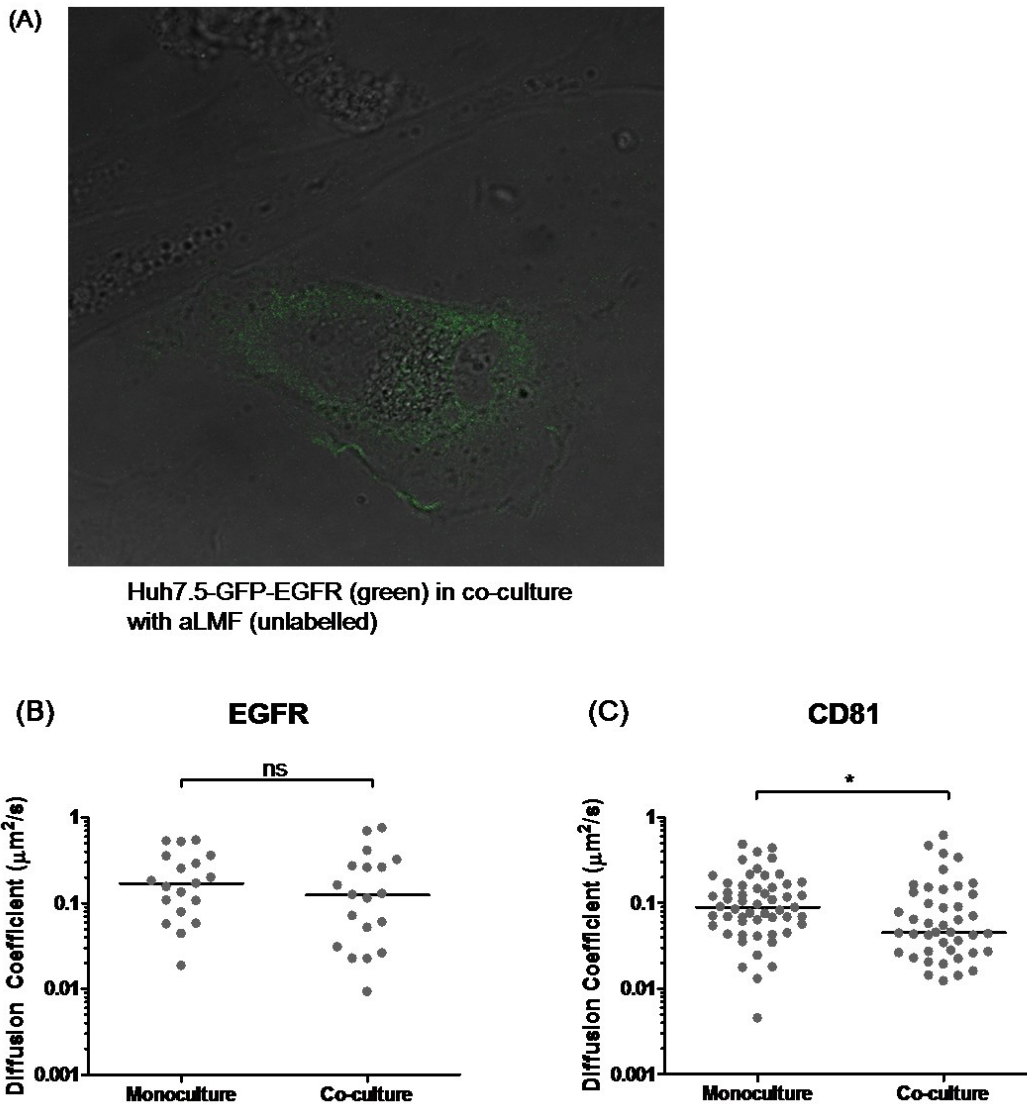 (A)
Huh7.5-GFP-EGFR (green) in co-culture
with aLMF (unlabelled)
(B)
EGFR
ns
Diffusion Coefficient (μm²/s)
1
0.1
0.01
0.001
Monoculture
Co-culture
(C)
CD81
*
Diffusion Coefficient (μm²/s)
1
0.1
0.01
0.001
Monoculture
Co-culture